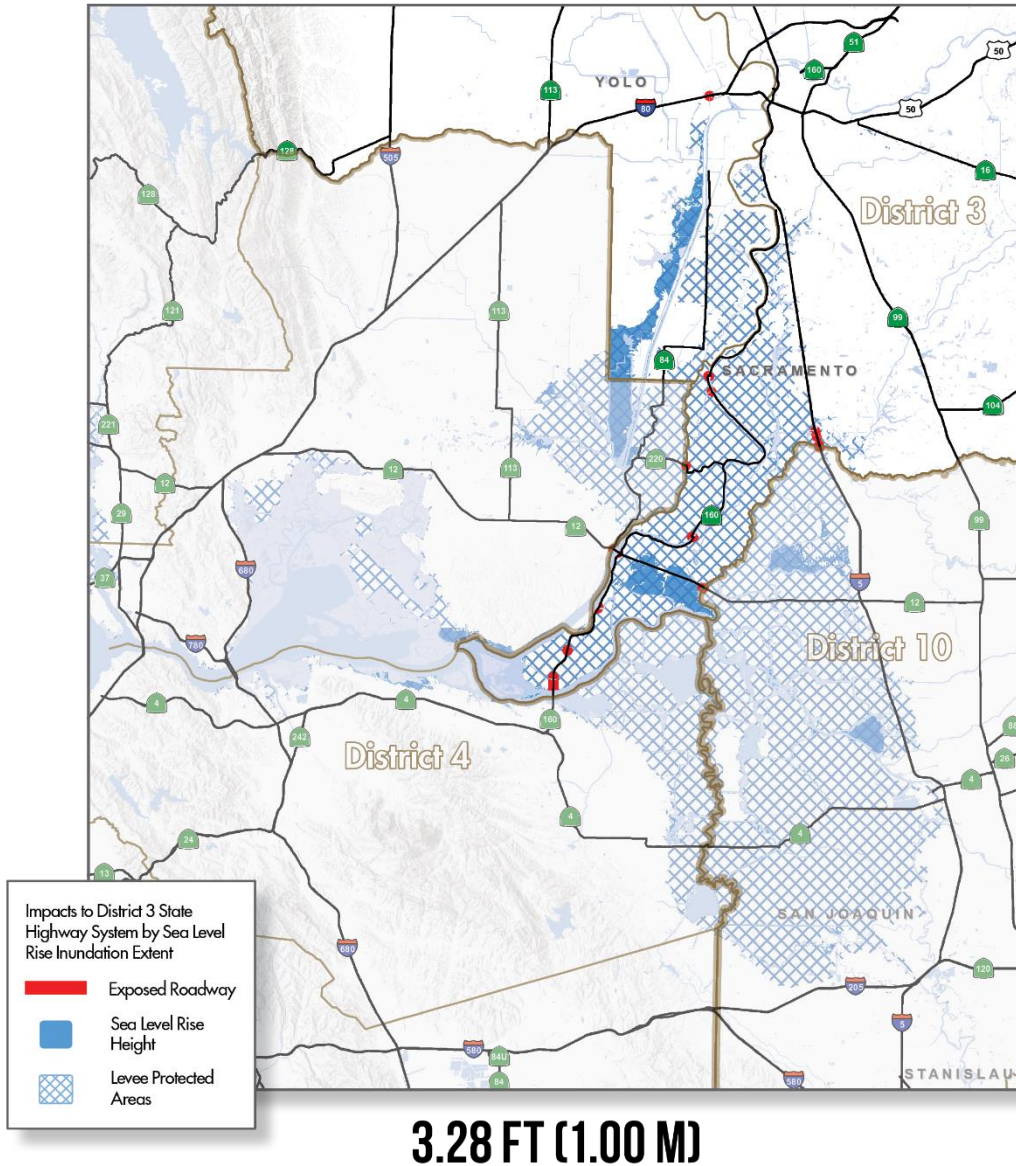 51
50
160
YOLO
113
80
50
128
505
16
128
District 3
121
113
99
84
SACRAMENTO
104
221
220
12
12
113
160
29
12
99
37
680
5
12
780
District 10
4
4
160
88
242
26
District 4
4
4
24
4
13
SAN JOAQUIN
Impacts to District 3 State
Highway System by Sea Level
Rise Inundation Extent
Exposed Roadway
Sea Level Rise
Height
Levee Protected
Areas
680
120
205
5
580
84U
84
580
STANISLAU
3.28 FT (1.00 M)